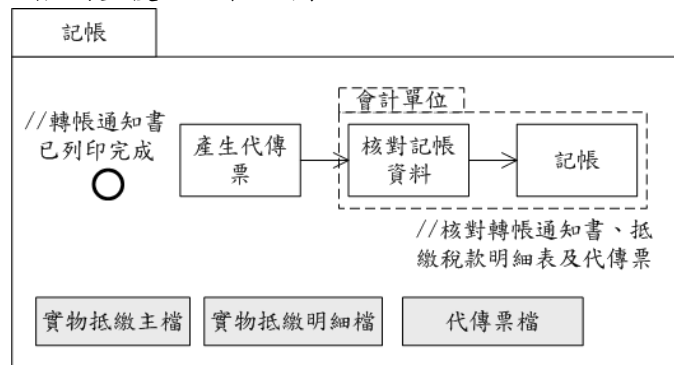 記帳
會計單位
//轉帳通知書
已列印完成
產生代傳
票
核對記帳
資料
記帳
//核對轉帳通知書、抵
繳稅款明細表及代傳票
實物抵繳主檔
實物抵繳明細檔
代傳票檔